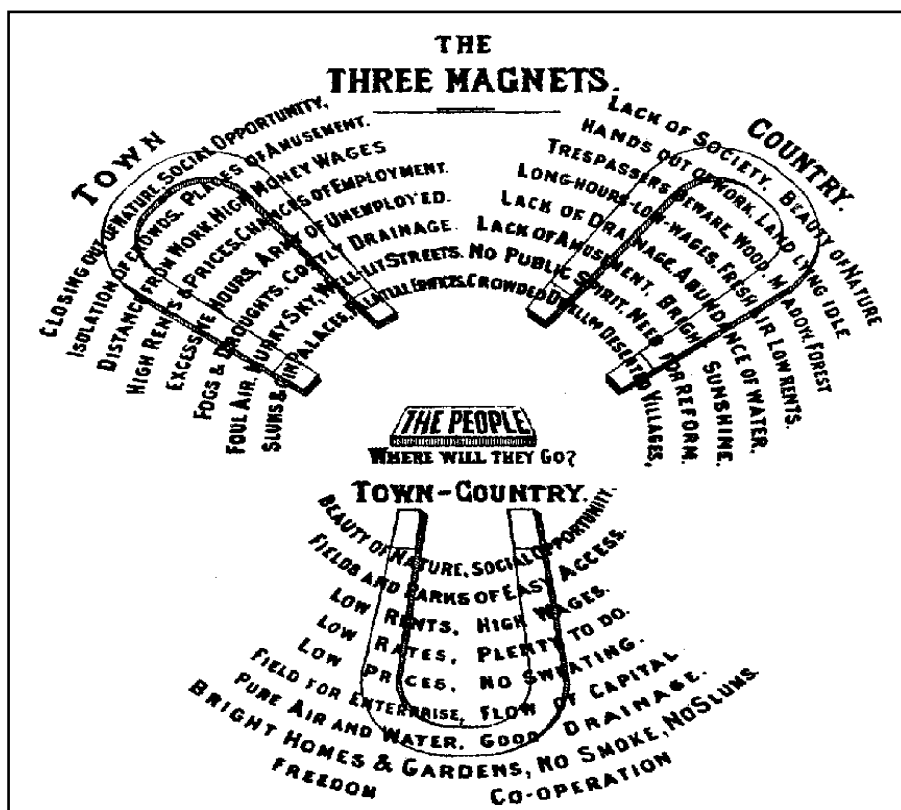 THE
THREE MAGNETS.
TOWN
CLOSING OUT OF NATURE. SOCIAL OPPORTUNITY.
ISOLATION OF CROWDS. PLACES OF AMUSEMENT.
DISTANCE FROM WORK. HIGH MONEY WAGES
HIGH RENTS & PRICES. CHANCES OF EMPLOYMENT.
EXCESSIVE HOURS. ARMY OF UNEMPLOYED.
FOGS & DROUGHTS. COSTLY DRAINAGE.
FOUL AIR. MURKY SKY. WELL-LIT STREETS.
SLUMS & GIN PALACES. EDIFICES.
COUNTRY.
LACK OF SOCIETY. BEAUTY OF NATURE
HANDS OUT OF WORK. LAND LYING IDLE
TRESPASSERS BEWARE. WOOD, MEADOW, FOREST
LONG-HOURS-LOW-WAGES. FRESH AIR LOW RENTS.
LACK OF DRAINAGE. ABUNDANCE OF WATER.
LACK OF AMUSEMENT. BRIGHT SUNSHINE.
NO PUBLIC SPIRIT. NEED FOR REFORM.
CROWDED VILLAGES,
THE PEOPLE
WHERE WILL THEY GO?
TOWN-COUNTRY.
BEAUTY OF NATURE. SOCIAL OPPORTUNITY.
FIELDS AND PARKS OF EASY ACCESS.
LOW RENTS, HIGH WAGES.
LOW RATES, PLENTY TO DO.
LOW PRICES, NO SWEATING.
FIELD FOR ENTERPRISE, FLOW OF CAPITAL
PURE AIR AND WATER. GOOD DRAINAGE.
BRIGHT HOMES & GARDENS, NO SMOKE, NO SLUMS.
FREEDOM CO-OPERATION